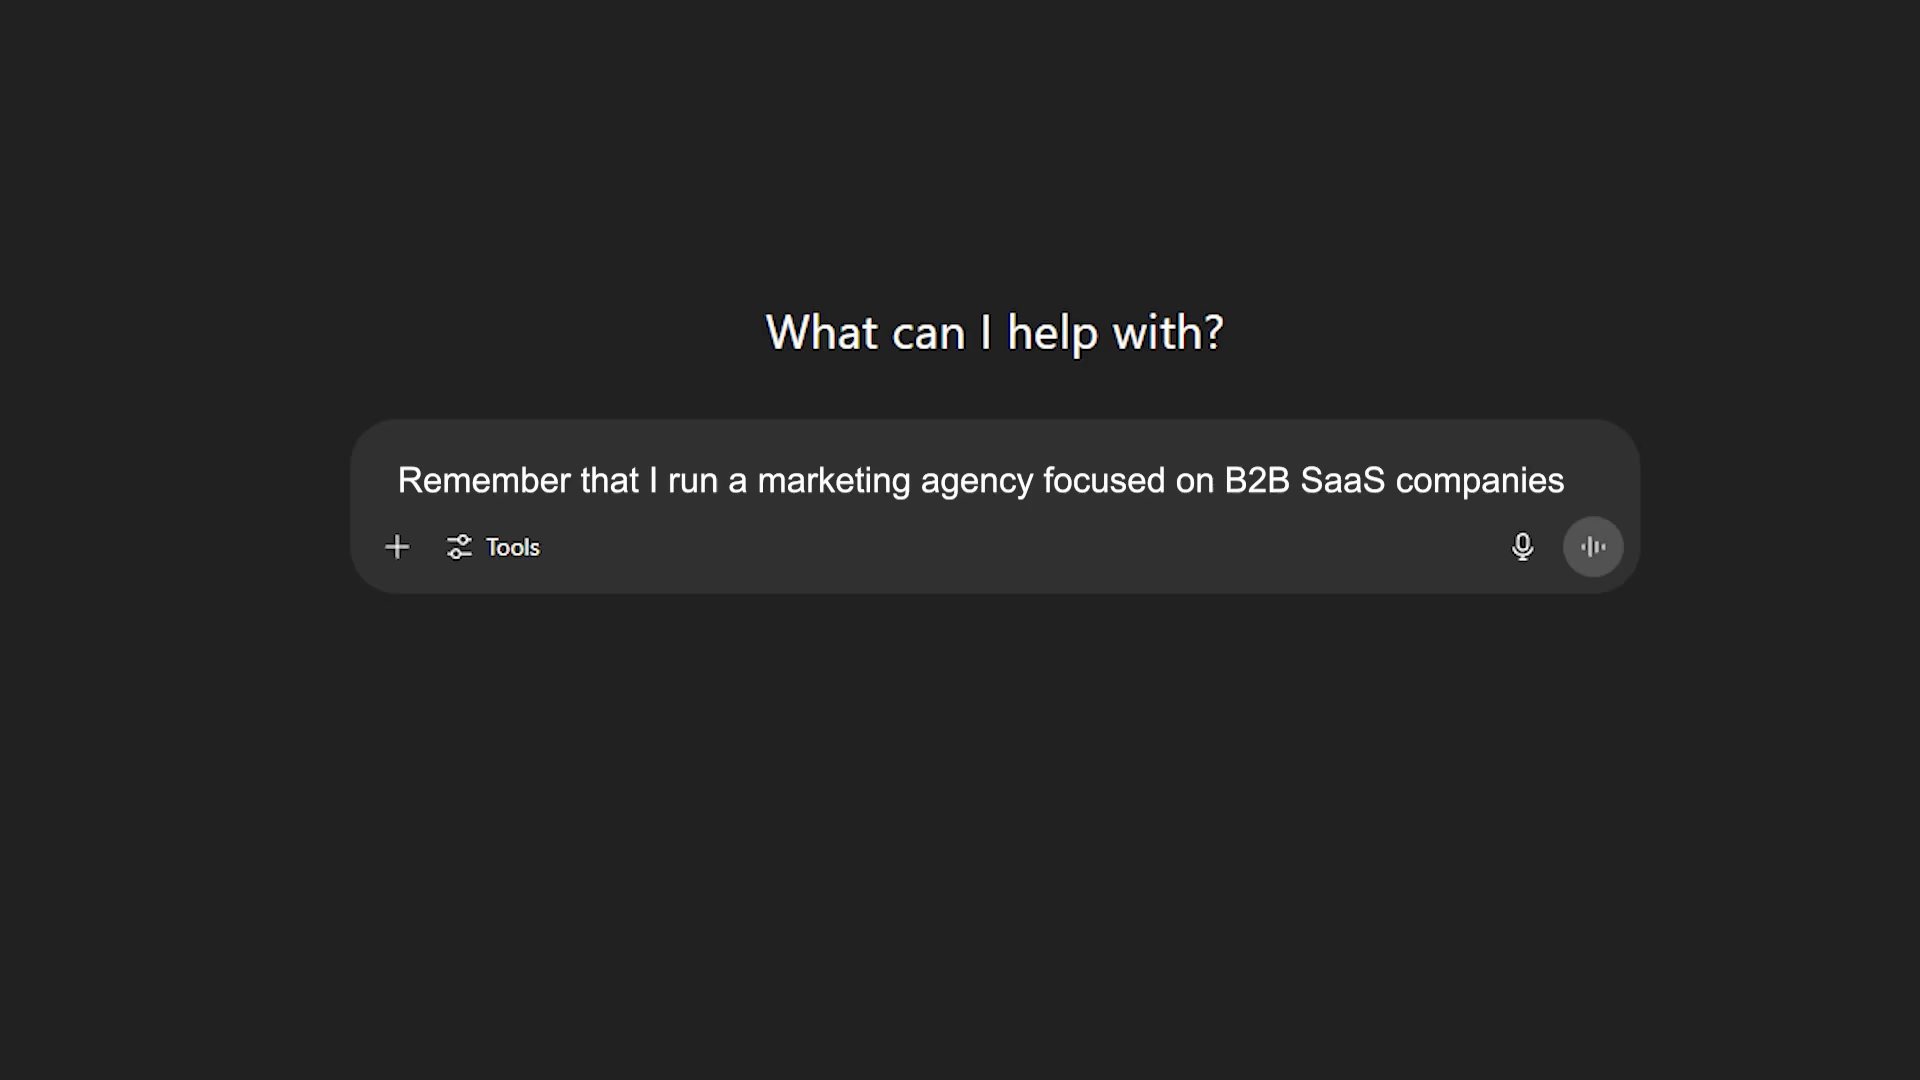 What can I help with?
Remember that I run a marketing agency focused on B2B SaaS companies
Tools